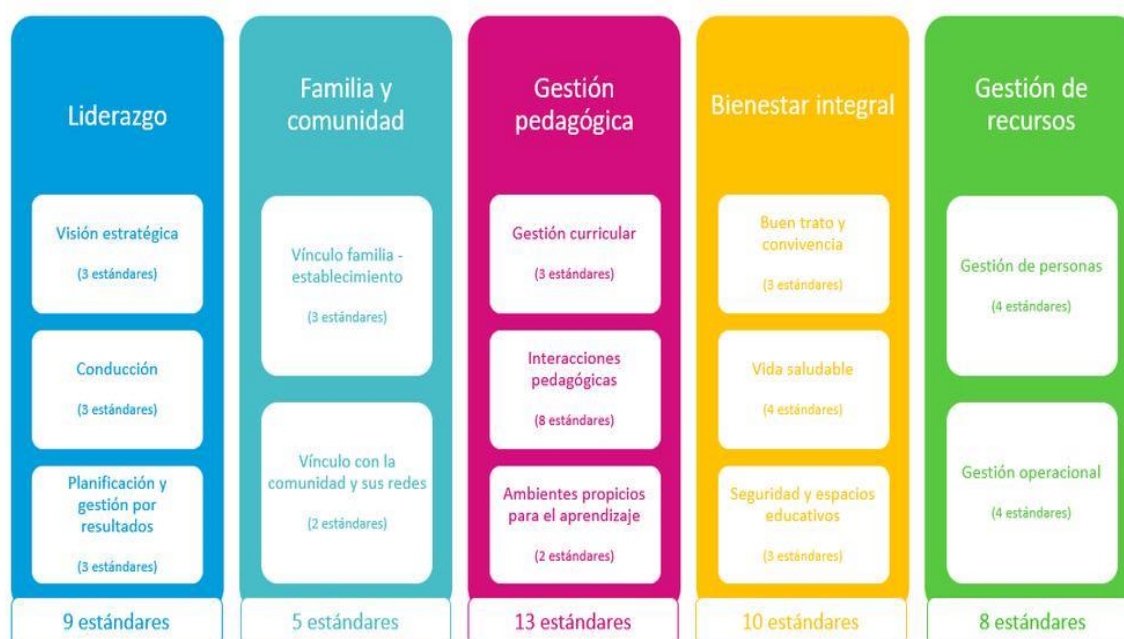 Liderazgo
Visión estratégica
(3 estándares)
Conducción
(3 estándares)
Planificación y
gestión por
resultados
(3 estándares)
9 estándares
Familia y
comunidad
Vínculo familia -
establecimiento
(3 estándares)
Vínculo con la
comunidad y sus redes
(2 estándares)
5 estándares
Gestión
pedagógica
Gestión curricular
(3 estándares)
Interacciones
pedagógicas
(8 estándares)
Ambientes propicios
para el aprendizaje
(2 estándares)
13 estándares
Bienestar integral
Buen trato y
convivencia
(3 estándares)
Vida saludable
(4 estándares)
Seguridad y espacios
educativos
(3 estándares)
10 estándares
Gestión de
recursos
Gestión de personas
(4 estándares)
Gestión operacional
(4 estándares)
8 estándares